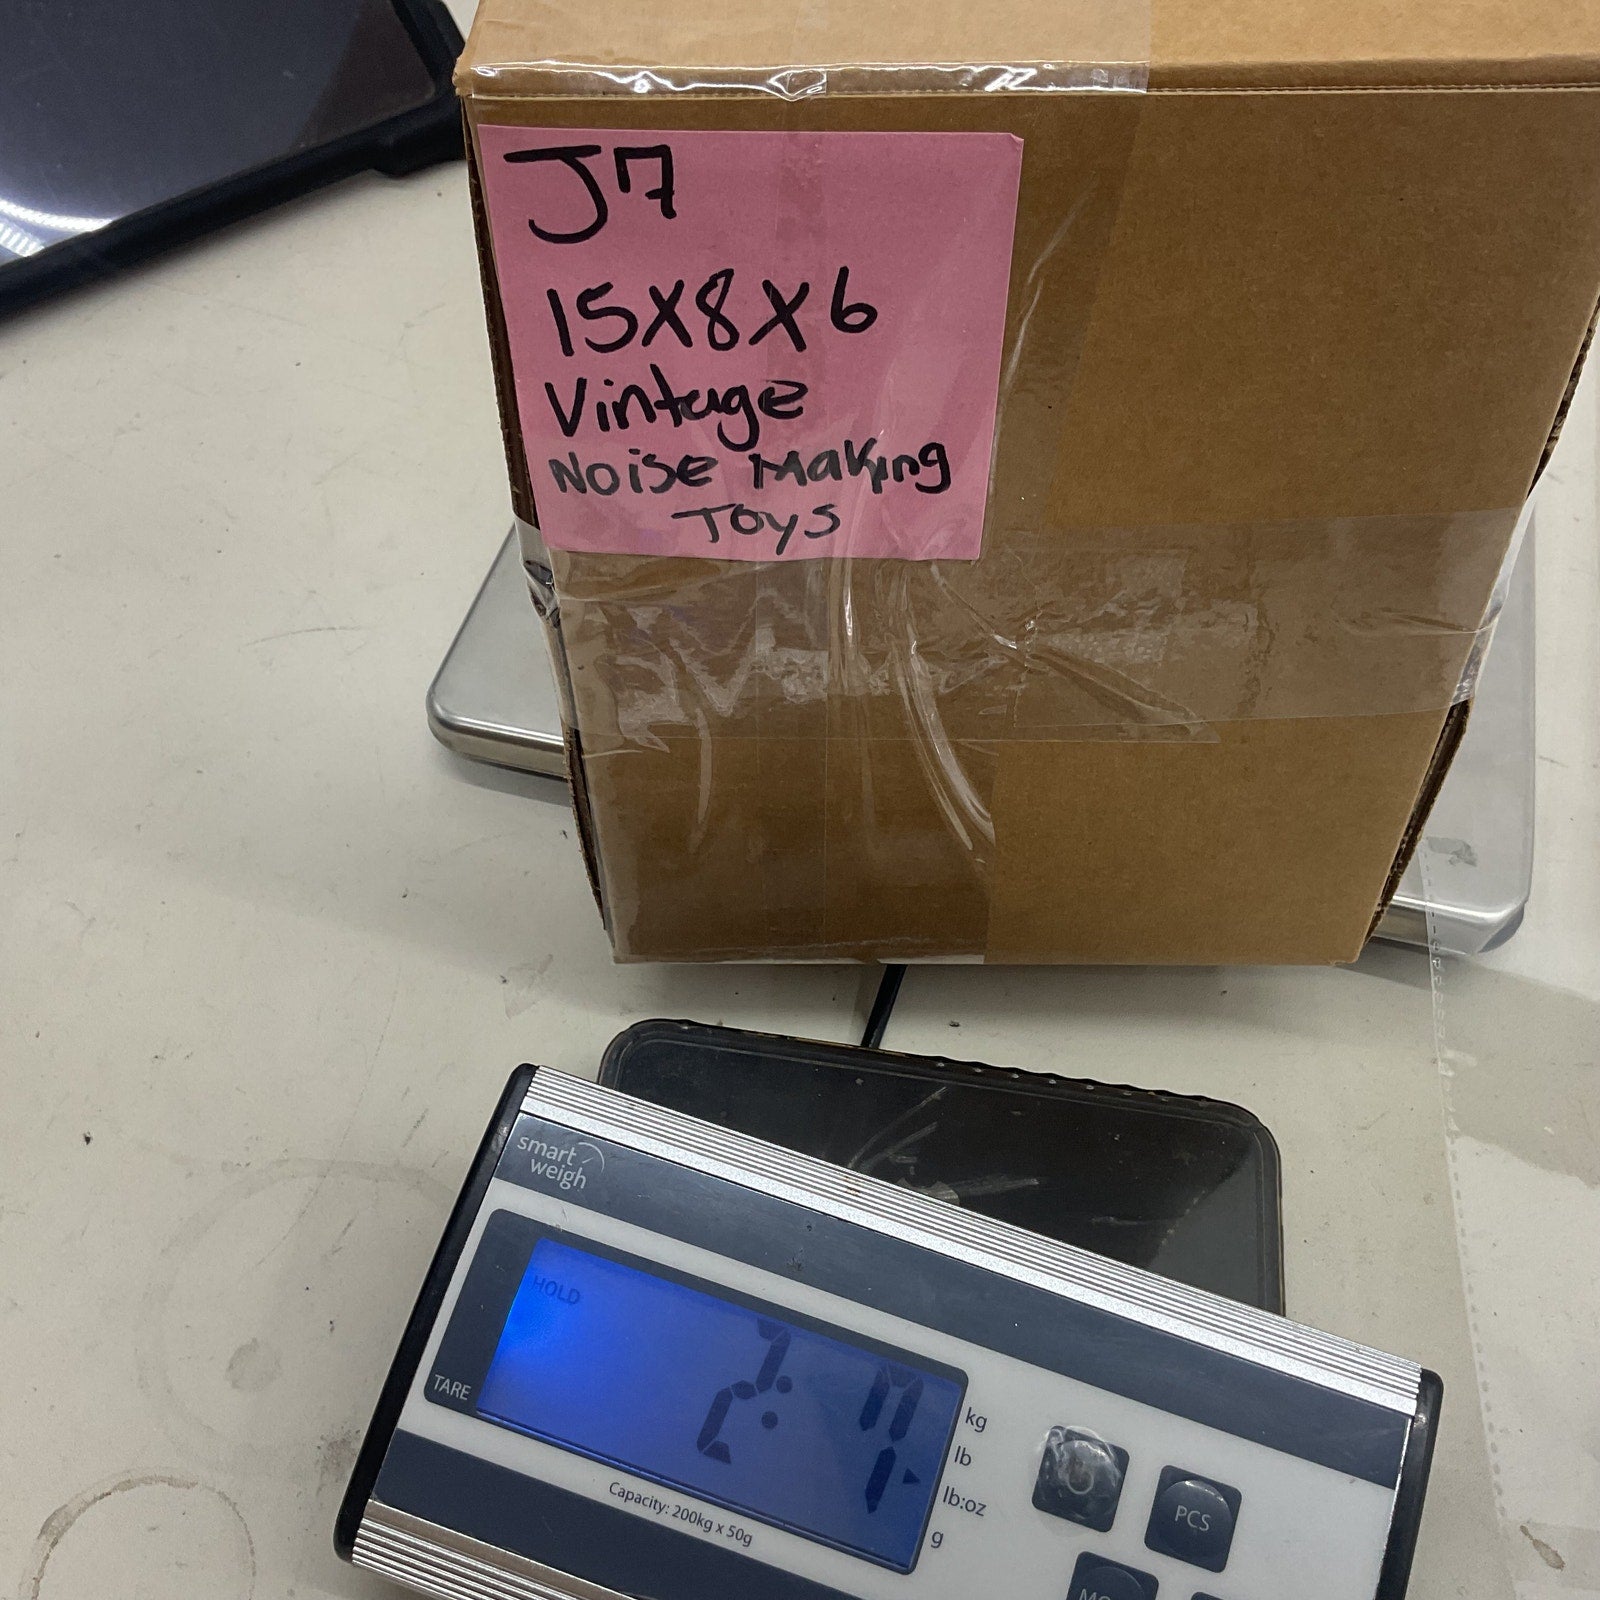 J7
15X8X6
Vintage
Noise Making
Toys
smart
weigh
HOLD
TARE
2:
kg
lb
lb:oz
g
Capacity: 200kg x 50g
PCS